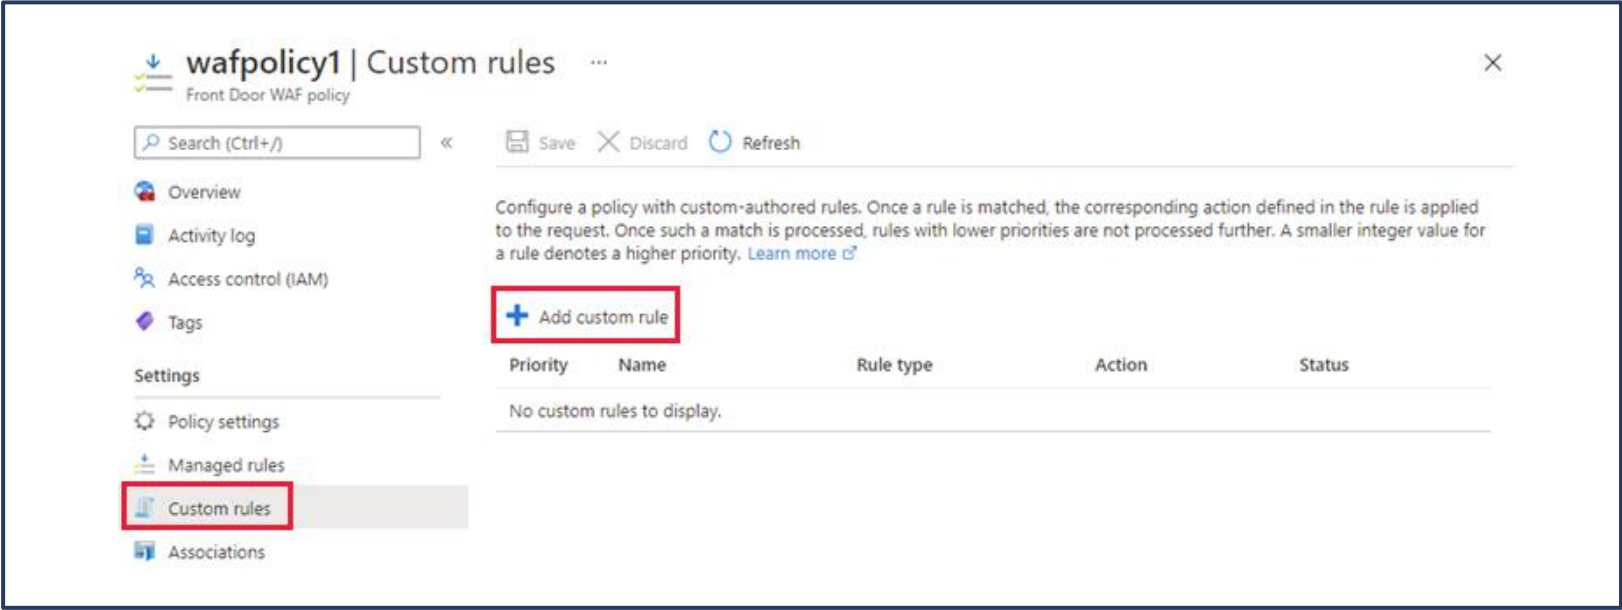 wafpolicy1 | Custom rules ...
Front Door WAF policy
Search (Ctrl+/)
«
Save Discard Refresh
Overview
Activity log
Access control (IAM)
Tags
Settings
Policy settings
Managed rules
Custom rules
Associations
Configure a policy with custom-authored rules. Once a rule is matched, the corresponding action defined in the rule is applied
to the request. Once such a match is processed, rules with lower priorities are not processed further. A smaller integer value for
a rule denotes a higher priority. Learn more
Add custom rule
Priority Name Rule type Action Status
No custom rules to display.